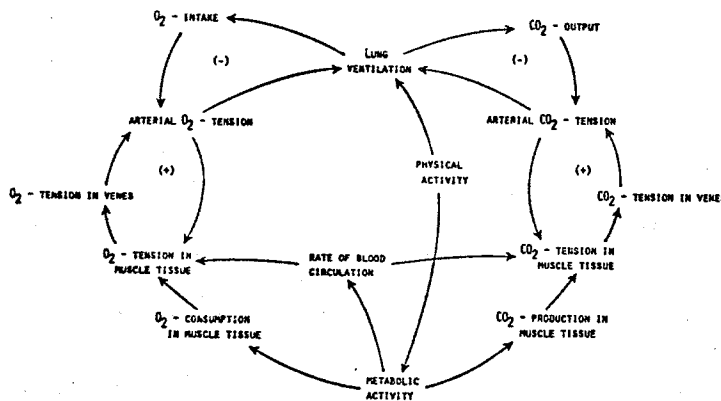 O2 - INTAKE
CO2 - OUTPUT
LUNG
VENTILATION
(-)
(-)
ARTERIAL O2 - TENSION
ARTERIAL CO2 - TENSION
(+)
PHYSICAL
ACTIVITY
(+)
O2 - TENSION IN VENES
CO2 - TENSION IN VENE
O2 - TENSION IN
MUSCLE TISSUE
RATE OF BLOOD
CIRCULATION
CO2 - TENSION IN
MUSCLE TISSUE
O2 - CONSUMPTION
IN MUSCLE TISSUE
CO2 - PRODUCTION IN
MUSCLE TISSUE
METABOLIC
ACTIVITY